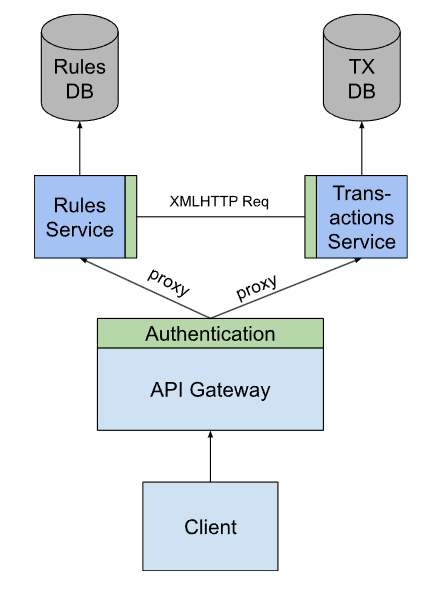 Rules
DB
TX
DB
Rules
Service
XMLHTTP Req
Trans-
actions
Service
proxy
proxy
Authentication
API Gateway
Client